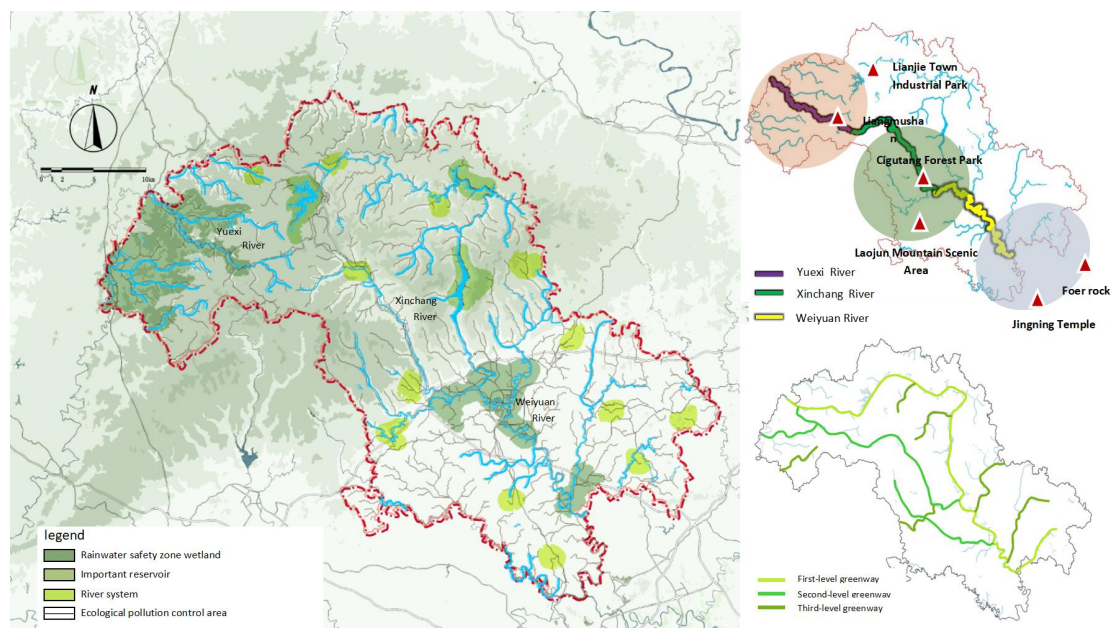 N
0 1 2
5
10km
Yuexi
River
Xinchang
River
Weiyuan
River
legend
Rainwater safety zone wetland
Important reservoir
River system
Ecological pollution control area
Lianjie Town
Industrial Park
Liangmusha
n
Cigutang Forest Park
Laojun Mountain Scenic
Area
Foer rock
Jingning Temple
Yuexi River
Xinchang River
Weiyuan River
First-level greenway
Second-level greenway
Third-level greenway